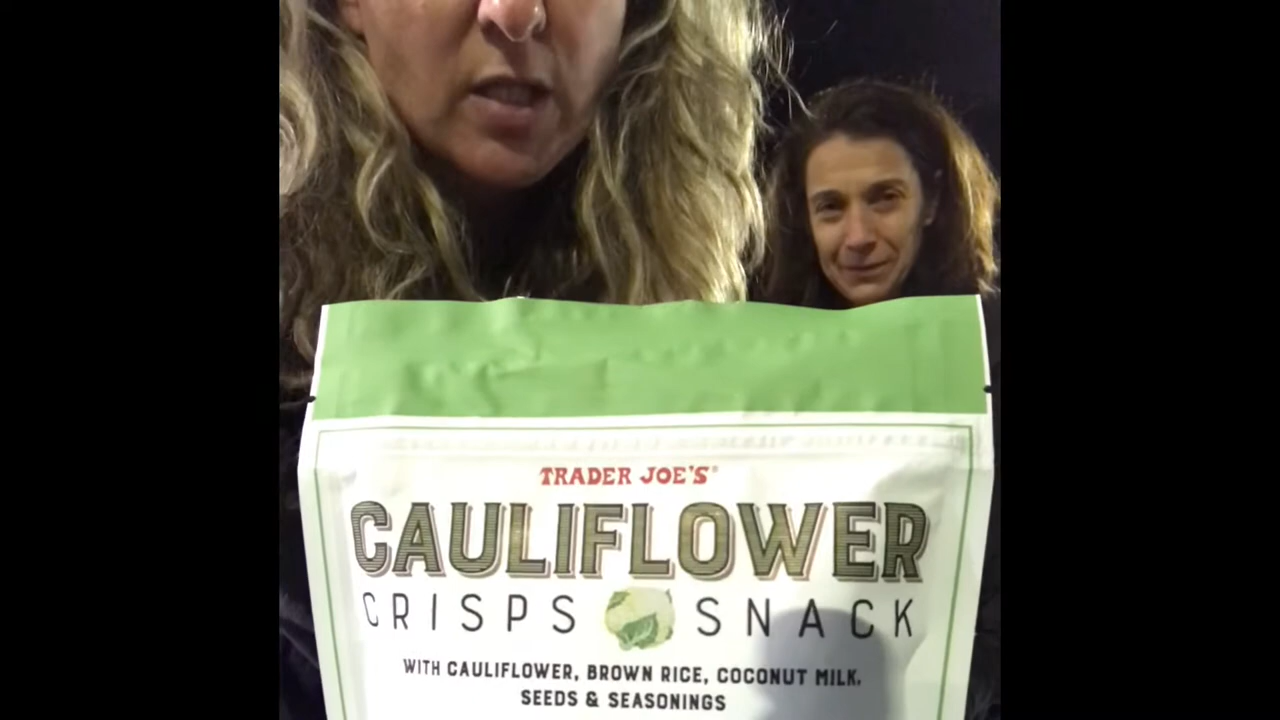 TRADER JOE'S®
CAULIFLOWER
CRISPS SNACK
WITH CAULIFLOWER, BROWN RICE, COCONUT MILK,
SEEDS & SEASONINGS